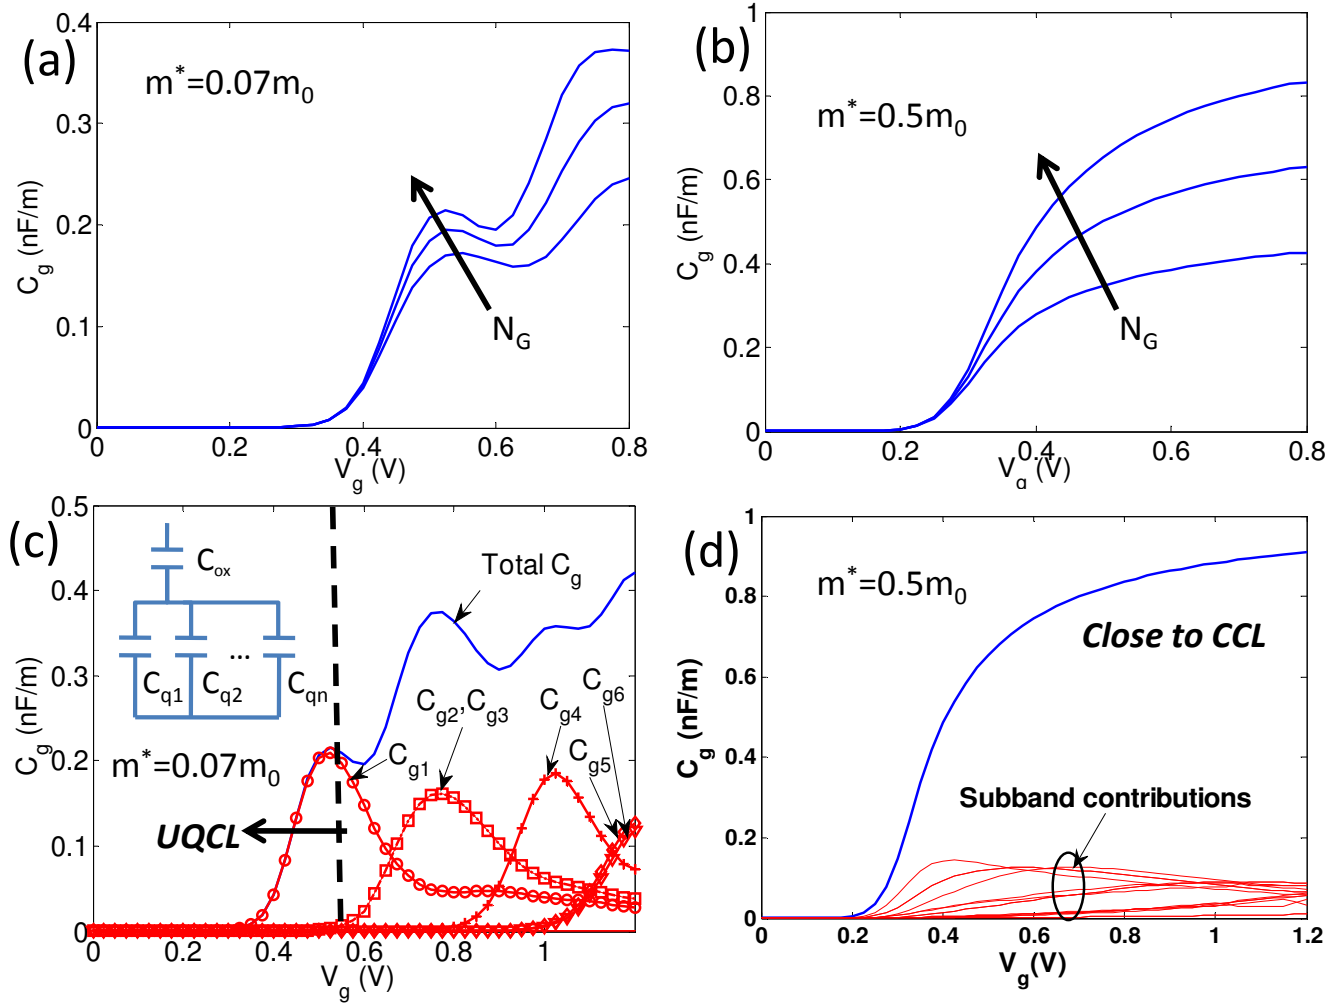 (a)
m*=0.07m0
NG
0.4
0.3
0.2
0.1
0
0
0.2
0.4
0.6
0.8
Cg (nF/m)
Vg (V)
(b)
m*=0.5m0
NG
1
0.8
0.6
0.4
0.2
0
0
0.2
0.4
0.6
0.8
Cg (nF/m)
Vg (V)
(c)
Cox
Cq1
Cq2
...
Cqn
m*=0.07m0
UQCL
Total Cg
Cg1
Cg2,Cg3
Cg4
Cg5
Cg6
0.5
0.4
0.3
0.2
0.1
0
0
0.2
0.4
0.6
0.8
1
Cg (nF/m)
Vg (V)
(d)
m*=0.5m0
Close to CCL
Subband contributions
1
0.8
0.6
0.4
0.2
0
0
0.2
0.4
0.6
0.8
1
1.2
Cg (nF/m)
Vg(V)